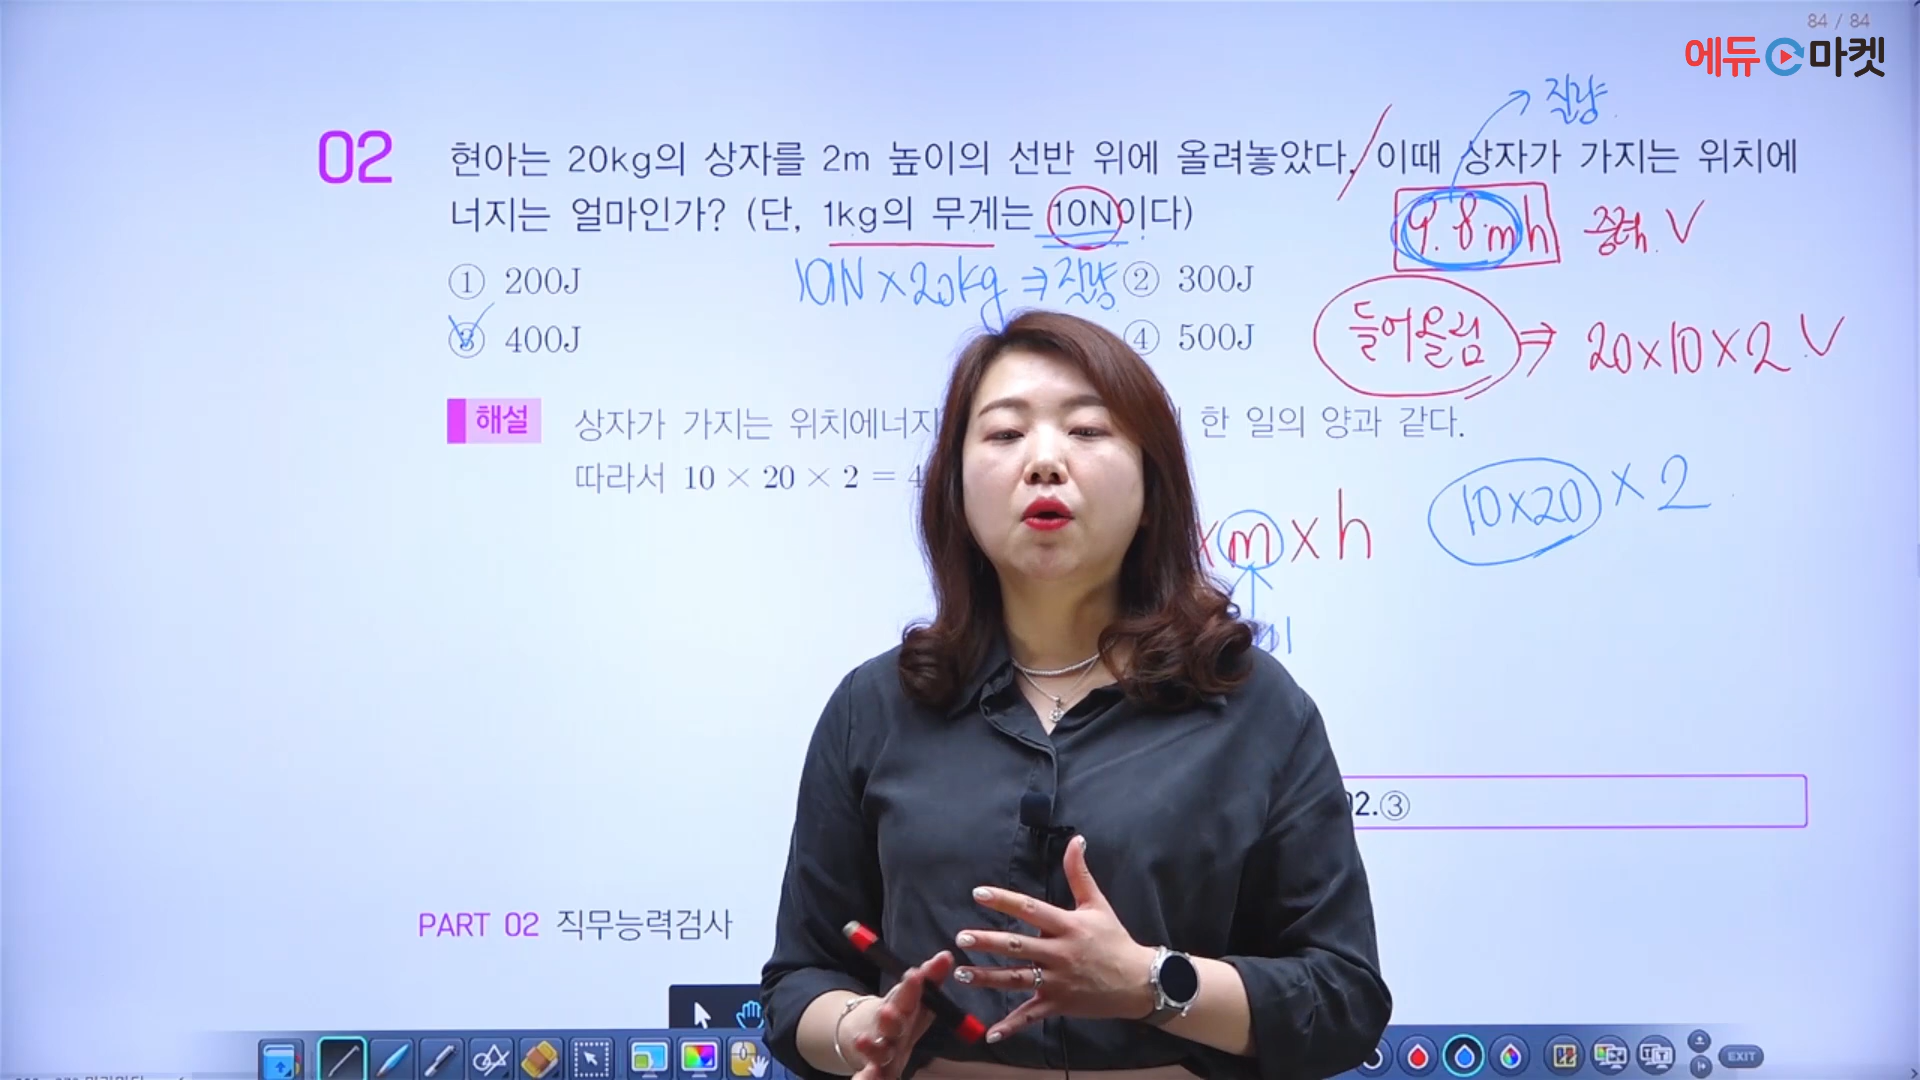 84 / 84
에듀 마켓
질량
02 현아는 20kg의 상자를 2m 높이의 선반 위에 올려놓았다. 이때 상자가 가지는 위치에
너지는 얼마인가? (단, 1kg의 무게는 10N이다)
9.8mh
① 200J ② 300J
10N×20kg ⇒ 질량
③ 400J ④ 500J
들어올림 ⇒ 20×10×2
해설 상자가 가지는 위치에너지 한 일의 양과 같다.
따라서 10 × 20 × 2 = 4
10×20 × 2
×m×h
02.③
PART 02 직무능력검사
EXIT